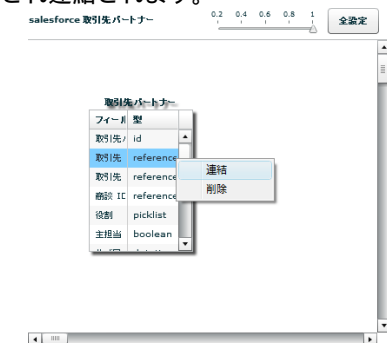 され連結されます。
salesforce 取引先パートナー
0.2 0.4 0.6 0.8 1
全設定
取引先パートナー
フィール 型
取引先 id
取引先 reference
取引先 reference
商談 ID reference
役割 picklist
主担当 boolean
連結
削除